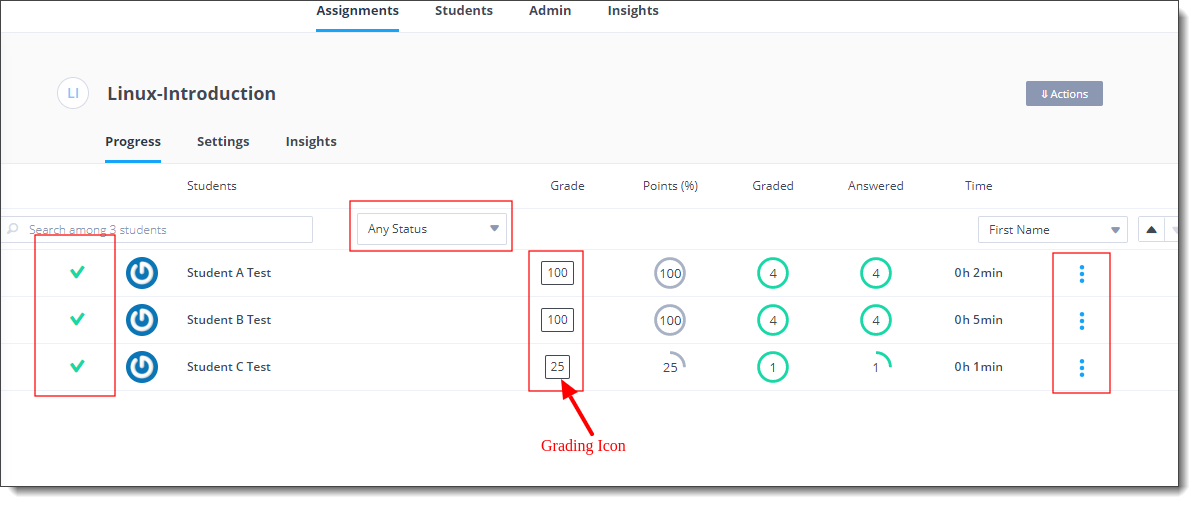 Assignments Students Admin Insights
LI Linux-Introduction ⇓ Actions
Progress Settings Insights
Students Grade Points (%) Graded Answered Time
Search among 3 students Any Status First Name
Student A Test 100 100 4 4 0h 2min
Student B Test 100 100 4 4 0h 5min
Student C Test 25 25 1 1 0h 1min
Grading Icon